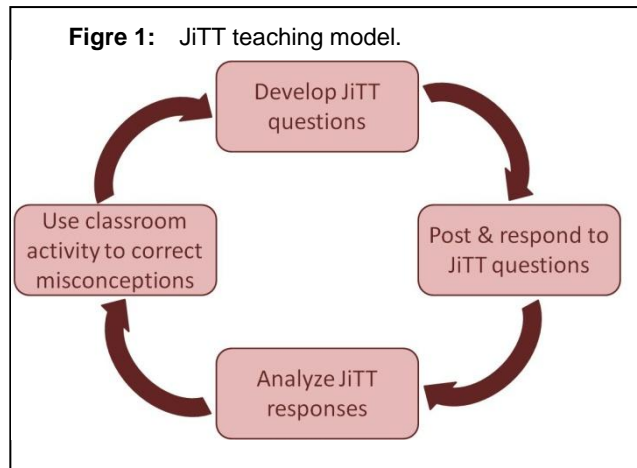 Figre 1: JiTT teaching model.
Develop JiTT
questions
Post & respond to
JiTT questions
Analyze JiTT
responses
Use classroom
activity to correct
misconceptions